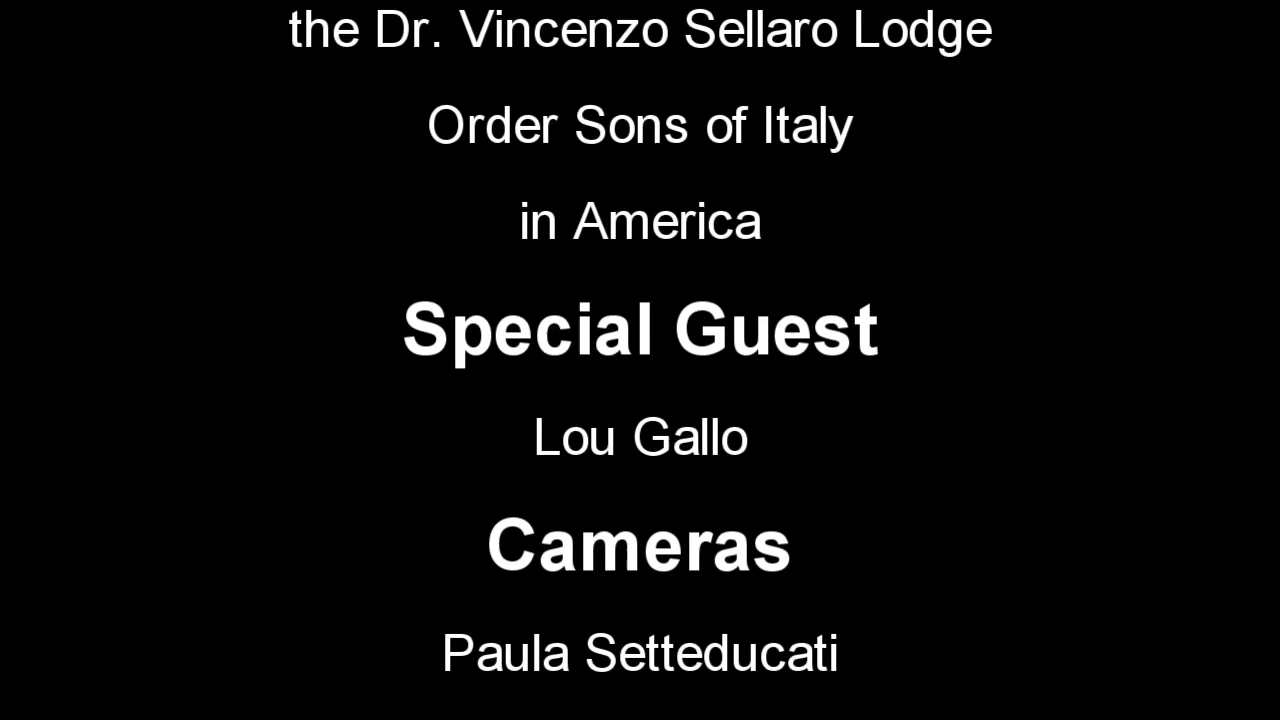 the Dr. Vincenzo Sellaro Lodge
Order Sons of Italy
in America
Special Guest
Lou Gallo
Cameras
Paula Setteducati